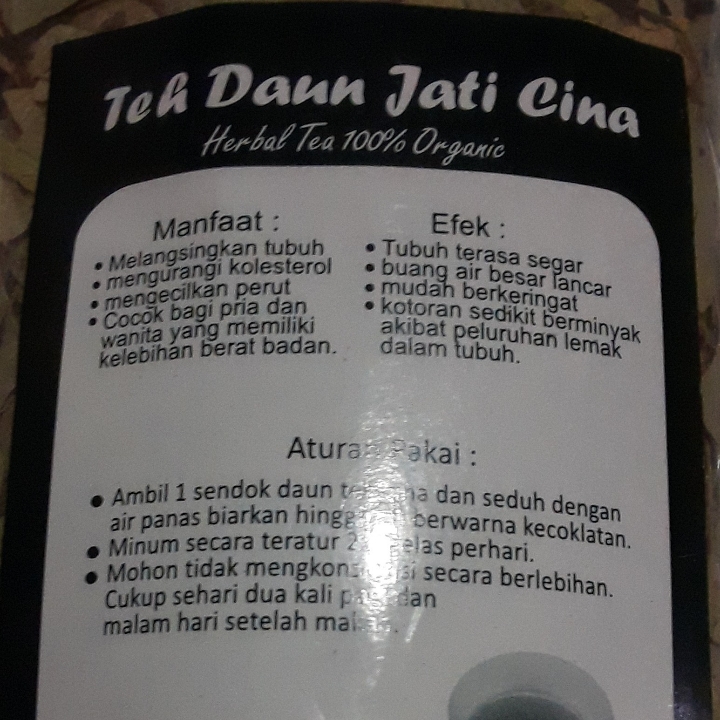 Teh Daun Jati Cina
Herbal Tea 100% Organic
Manfaat :
• Melangsingkan tubuh
• mengurangi kolesterol
• mengecilkan perut
• Cocok bagi pria dan
wanita yang memiliki
kelebihan berat badan.
Efek :
• Tubuh terasa segar
• buang air besar lancar
• mudah berkeringat
• kotoran sedikit berminyak
akibat peluruhan lemak
dalam tubuh.
Aturan Pakai :
• Ambil 1 sendok daun dan seduh dengan
air panas biarkan berwarna kecoklatan.
• Minum secara teratur perhari.
• Mohon tidak mengkonsumsi secara berlebihan.
Cukup sehari dua kali dan
malam hari setelah